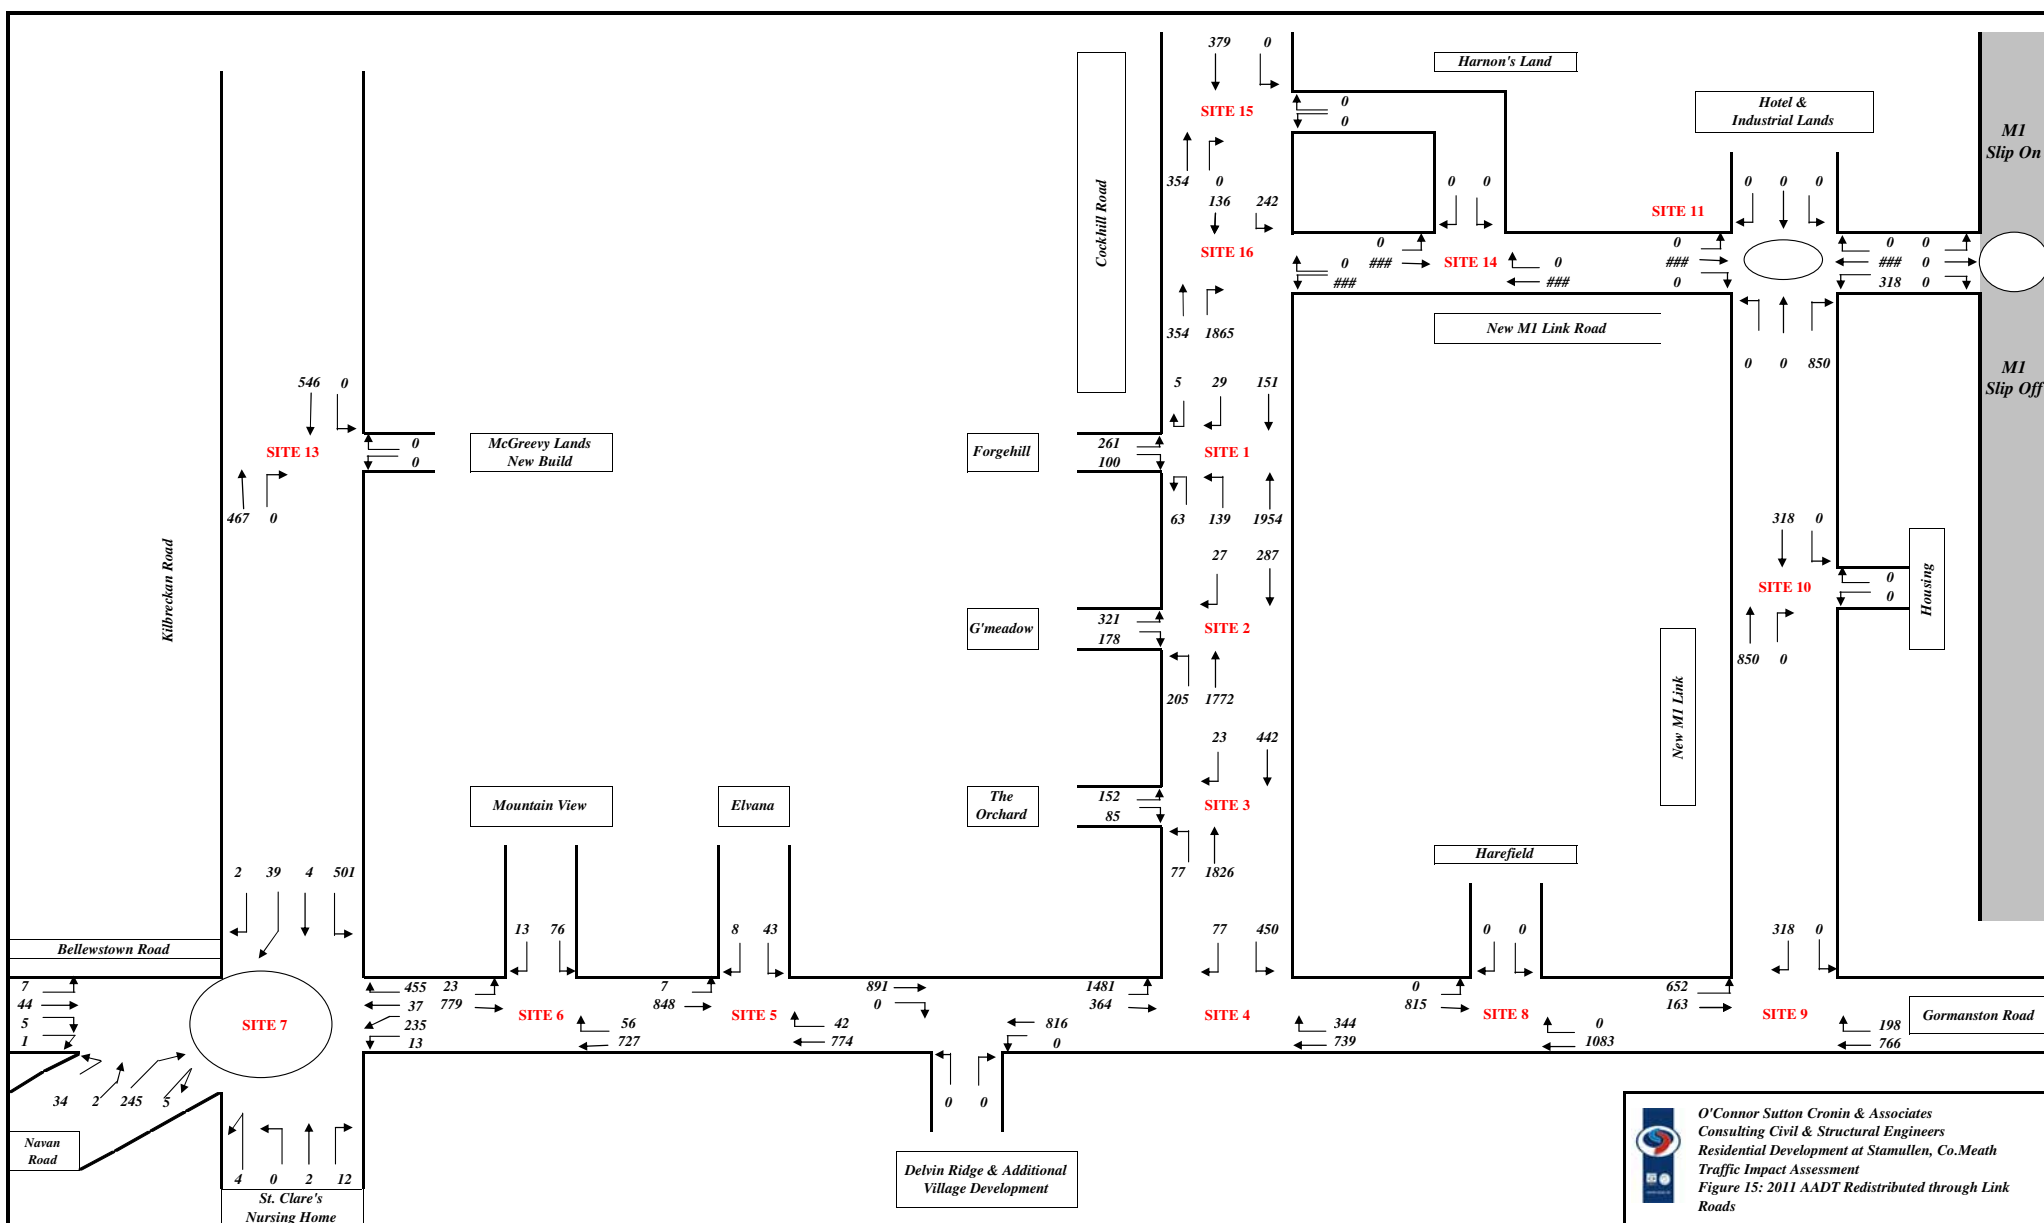 379 0
Harnon's Land
SITE 15
0
0
Hotel &
Industrial Lands
M1
Slip On
354 0
136 242
0 0
0 0 0
Cockhill Road
SITE 16
0
###
0
###
SITE 14
0
###
SITE 11
0
###
0
0 0
### 0
318 0
354 1865
New M1 Link Road
0 0 850
M1
Slip Off
546 0
5 29 151
SITE 13
0
0
McGreevy Lands
New Build
Forgehill
261
100
SITE 1
467 0
63 139 1954
318 0
Kilbreckan Road
27 287
SITE 10
0
0
Housing
G'meadow
321
178
SITE 2
850 0
205 1772
New M1 Link
23 442
Mountain View
Elvana
The
Orchard
152
85
SITE 3
Harefield
2 39 4 501
77 1826
13 76
8 43
77 450
0 0
318 0
Bellewstown Road
7
44
5
1
SITE 7
455 23
37 779
235
13
SITE 6
56
727
7
848
SITE 5
42
774
891
0
816
0
1481
364
SITE 4
344
739
0
815
SITE 8
0
1083
652
163
SITE 9
198
766
Gormanston Road
34 2 245 5
0 0
Navan
Road
4 0 2 12
St. Clare's
Nursing Home
Delvin Ridge & Additional
Village Development
O'Connor Sutton Cronin & Associates
Consulting Civil & Structural Engineers
Residential Development at Stamullen, Co.Meath
Traffic Impact Assessment
Figure 15: 2011 AADT Redistributed through Link
Roads